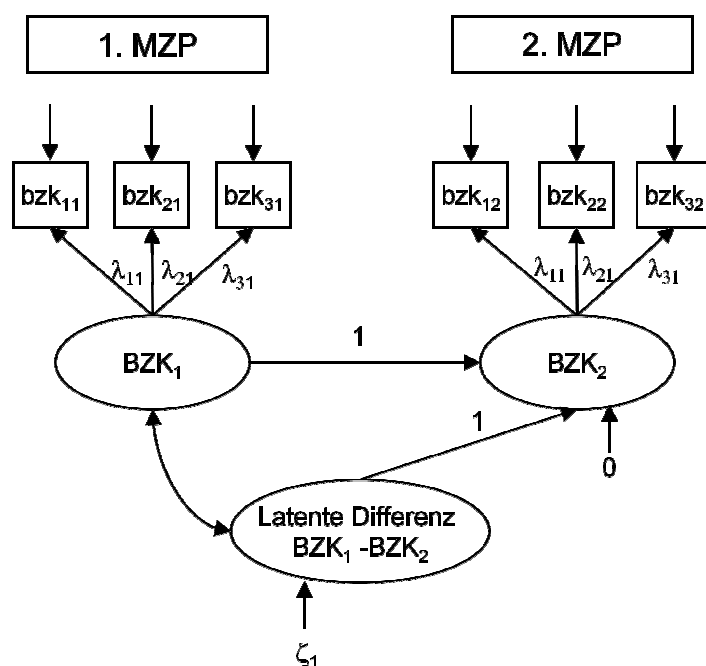 1. MZP
2. MZP
bzk₁₁
bzk₂₁
bzk₃₁
bzk₁₂
bzk₂₂
bzk₃₂
λ₁₁
λ₂₁
λ₃₁
λ₁₁
λ₂₁
λ₃₁
1
BZK₁
BZK₂
1
0
Latente Differenz
BZK₁ -BZK₂
ζ₁